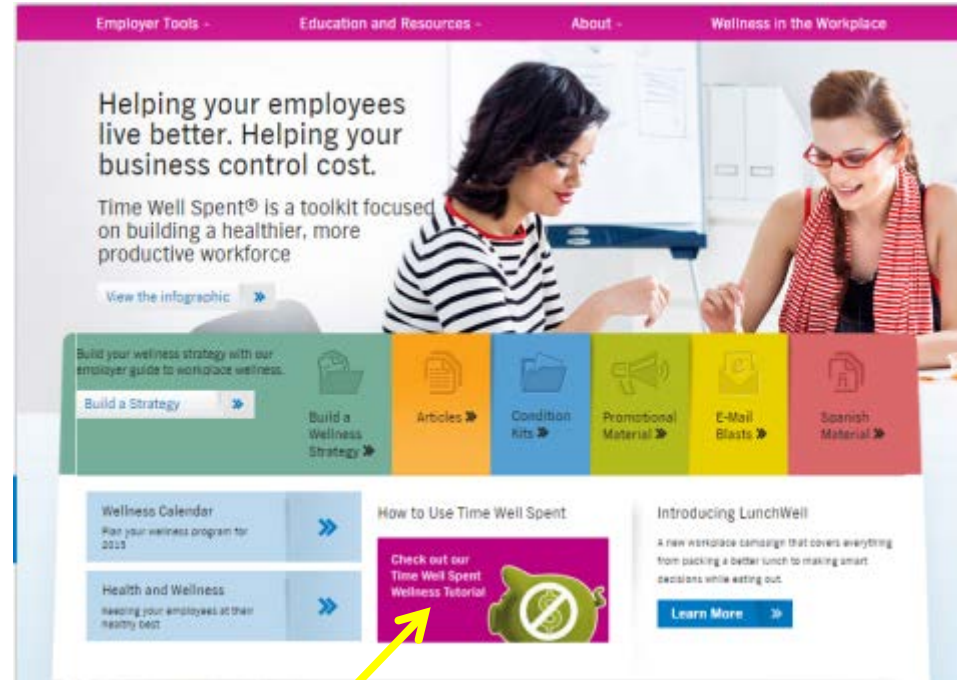 Employer Tools -
Education and Resources -
About -
Wellness in the Workplace
Helping your employees
live better. Helping your
business control cost.
Time Well Spent® is a toolkit focused
on building a healthier, more
productive workforce
View the infographic »
Build your wellness strategy with our
employer guide to workplace wellness.
Build a Strategy »
Build a
Wellness
Strategy »
Articles »
Condition
Kits »
Promotional
Material »
E-Mail
Blasts »
Spanish
Material »
Wellness Calendar
Plan your wellness program for
2015
»
Health and Wellness
Keeping your employees at their
healthy best
»
How to Use Time Well Spent
Check out our
Time Well Spent
Wellness Tutorial
Introducing LunchWell
A new workplace campaign that covers everything
from packing a better lunch to making smart
decisions while eating out.
Learn More »